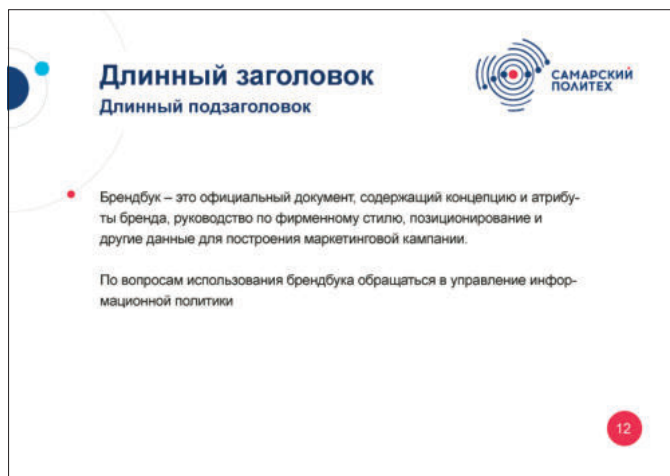 Длинный заголовок
Длинный подзаголовок
САМАРСКИЙ
ПОЛИТЕХ
Брендбук – это официальный документ, содержащий концепцию и атрибу-
ты бренда, руководство по фирменному стилю, позиционирование и
другие данные для построения маркетинговой кампании.
По вопросам использования брендбука обращаться в управление инфор-
мационной политики
12